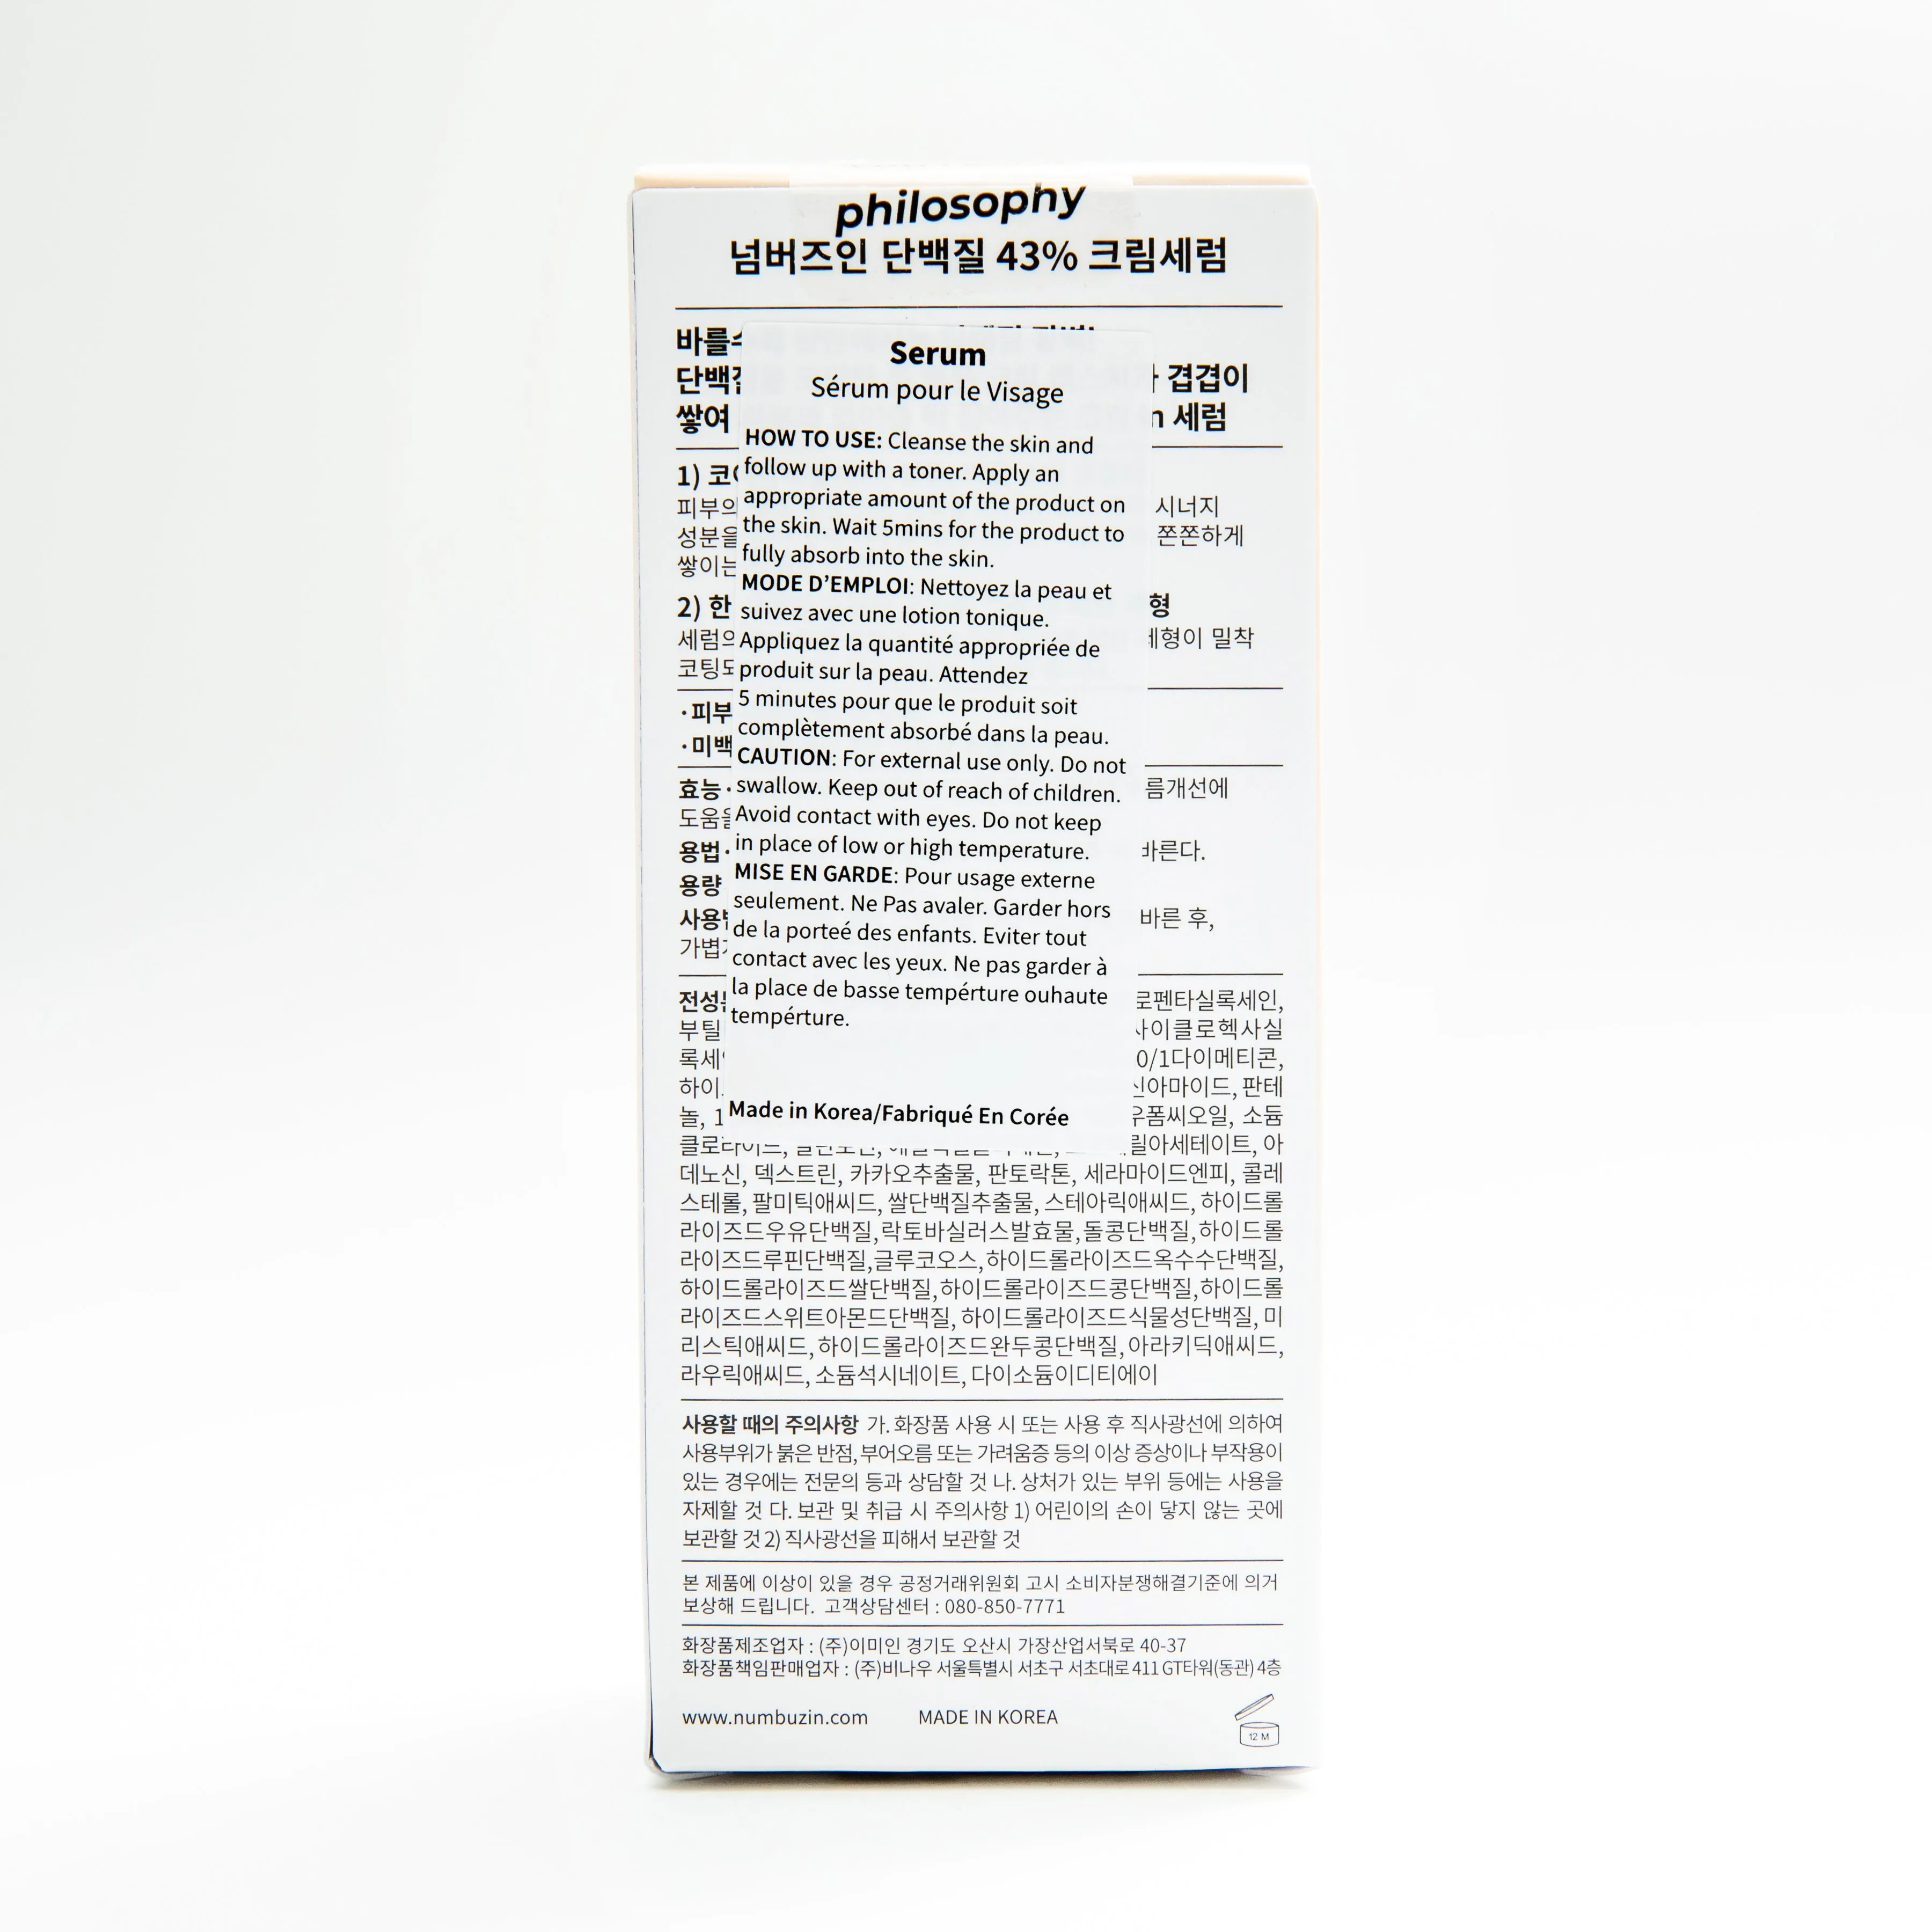 philosophy
넘버즈인 단백질 43% 크림세럼
바를수
단백질
겹겹이
쌓여
세럼
Serum
Sérum pour le Visage
HOW TO USE: Cleanse the skin and
follow up with a toner. Apply an
appropriate amount of the product on
the skin. Wait 5mins for the product to
fully absorb into the skin.
MODE D’EMPLOI: Nettoyez la peau et
suivez avec une lotion tonique.
Appliquez la quantité appropriée de
produit sur la peau. Attendez
5 minutes pour que le produit soit
complètement absorbé dans la peau.
CAUTION: For external use only. Do not
swallow. Keep out of reach of children.
Avoid contact with eyes. Do not keep
in place of low or high temperature.
MISE EN GARDE: Pour usage externe
seulement. Ne Pas avaler. Garder hors
de la porteé des enfants. Eviter tout
contact avec les yeux. Ne pas garder à
la place de basse tempérture ouhaute
tempérture.
Made in Korea/Fabriqué En Corée
1)
피부의
시너지
성분을
쫀쫀하게
쌓이는
2) 한
형
세럼의
밀착
·피부
·미백
효능·
름개선에
도움을
용법·
바른다.
용량
바른 후,
로펜타실록세인,
부틸
사이클로헥사실
록세
0/1다이메티콘,
신아마이드, 판테
놀, 1
소듐
릴아세테이트, 아
데노신, 덱스트린, 카카오추출물, 판토락톤, 세라마이드엔피, 콜레
스테롤, 팔미틱애씨드, 쌀단백질추출물, 스테아릭애씨드, 하이드롤
라이즈드우유단백질,락토바실러스발효물,돌콩단백질,하이드롤
라이즈드루핀단백질,글루코오스,하이드롤라이즈드옥수수단백질,
하이드롤라이즈드쌀단백질,하이드롤라이즈드콩단백질,하이드롤
라이즈드스위트아몬드단백질, 하이드롤라이즈드식물성단백질, 미
리스틱애씨드,하이드롤라이즈드완두콩단백질,아라키딕애씨드,
라우릭애씨드, 소듐석시네이트, 다이소듐이디티에이
사용할 때의 주의사항 가. 화장품 사용 시 또는 사용 후 직사광선에 의하여
사용부위가 붉은 반점,부어오름 또는 가려움증 등의 이상 증상이나 부작용이
있는 경우에는 전문의 등과 상담할 것 나. 상처가 있는 부위 등에는 사용을
자제할 것 다. 보관 및 취급 시 주의사항 1) 어린이의 손이 닿지 않는 곳에
보관할 것 2) 직사광선을 피해서 보관할 것
본 제품에 이상이 있을 경우 공정거래위원회 고시 소비자분쟁해결기준에 의거
보상해 드립니다. 고객상담센터 : 080-850-7771
화장품제조업자 : (주)이미인 경기도 오산시 가장산업서북로 40-37
화장품책임판매업자 : (주)비나우 서울특별시 서초구 서초대로 411 GT타워(동관) 4층
www.numbuzin.com MADE IN KOREA
12 M